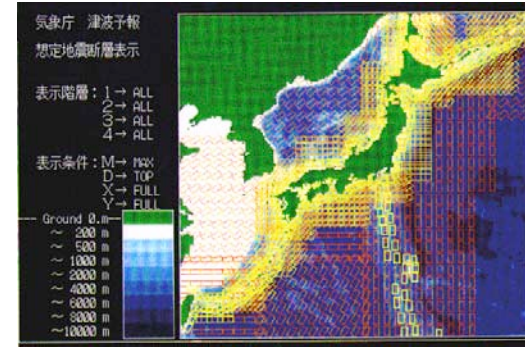 気象庁 津波予報
想定地震断層表示
表示階層：1→ ALL
2→ ALL
3→ ALL
4→ ALL
表示条件：M→ MAX
D→ TOP
X→ FULL
Y→ FULL
Ground 0.m
～ 200 m
～ 500 m
～ 1000 m
～ 2000 m
～ 4000 m
～ 6000 m
～ 8000 m
～10000 m